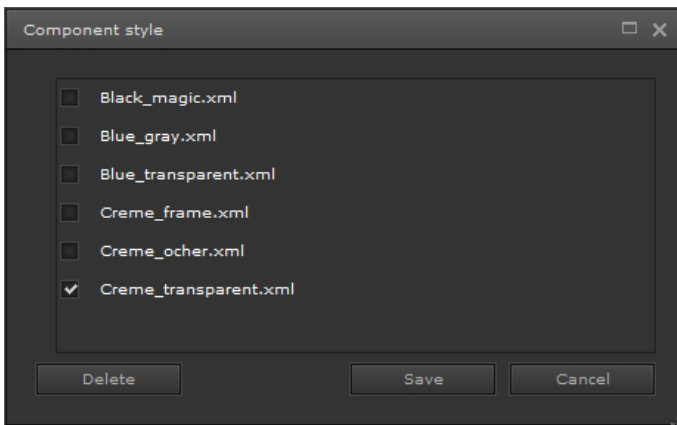 Component style
Black_magic.xml
Blue_gray.xml
Blue_transparent.xml
Creme_frame.xml
Creme_ocher.xml
Creme_transparent.xml
Delete Save Cancel